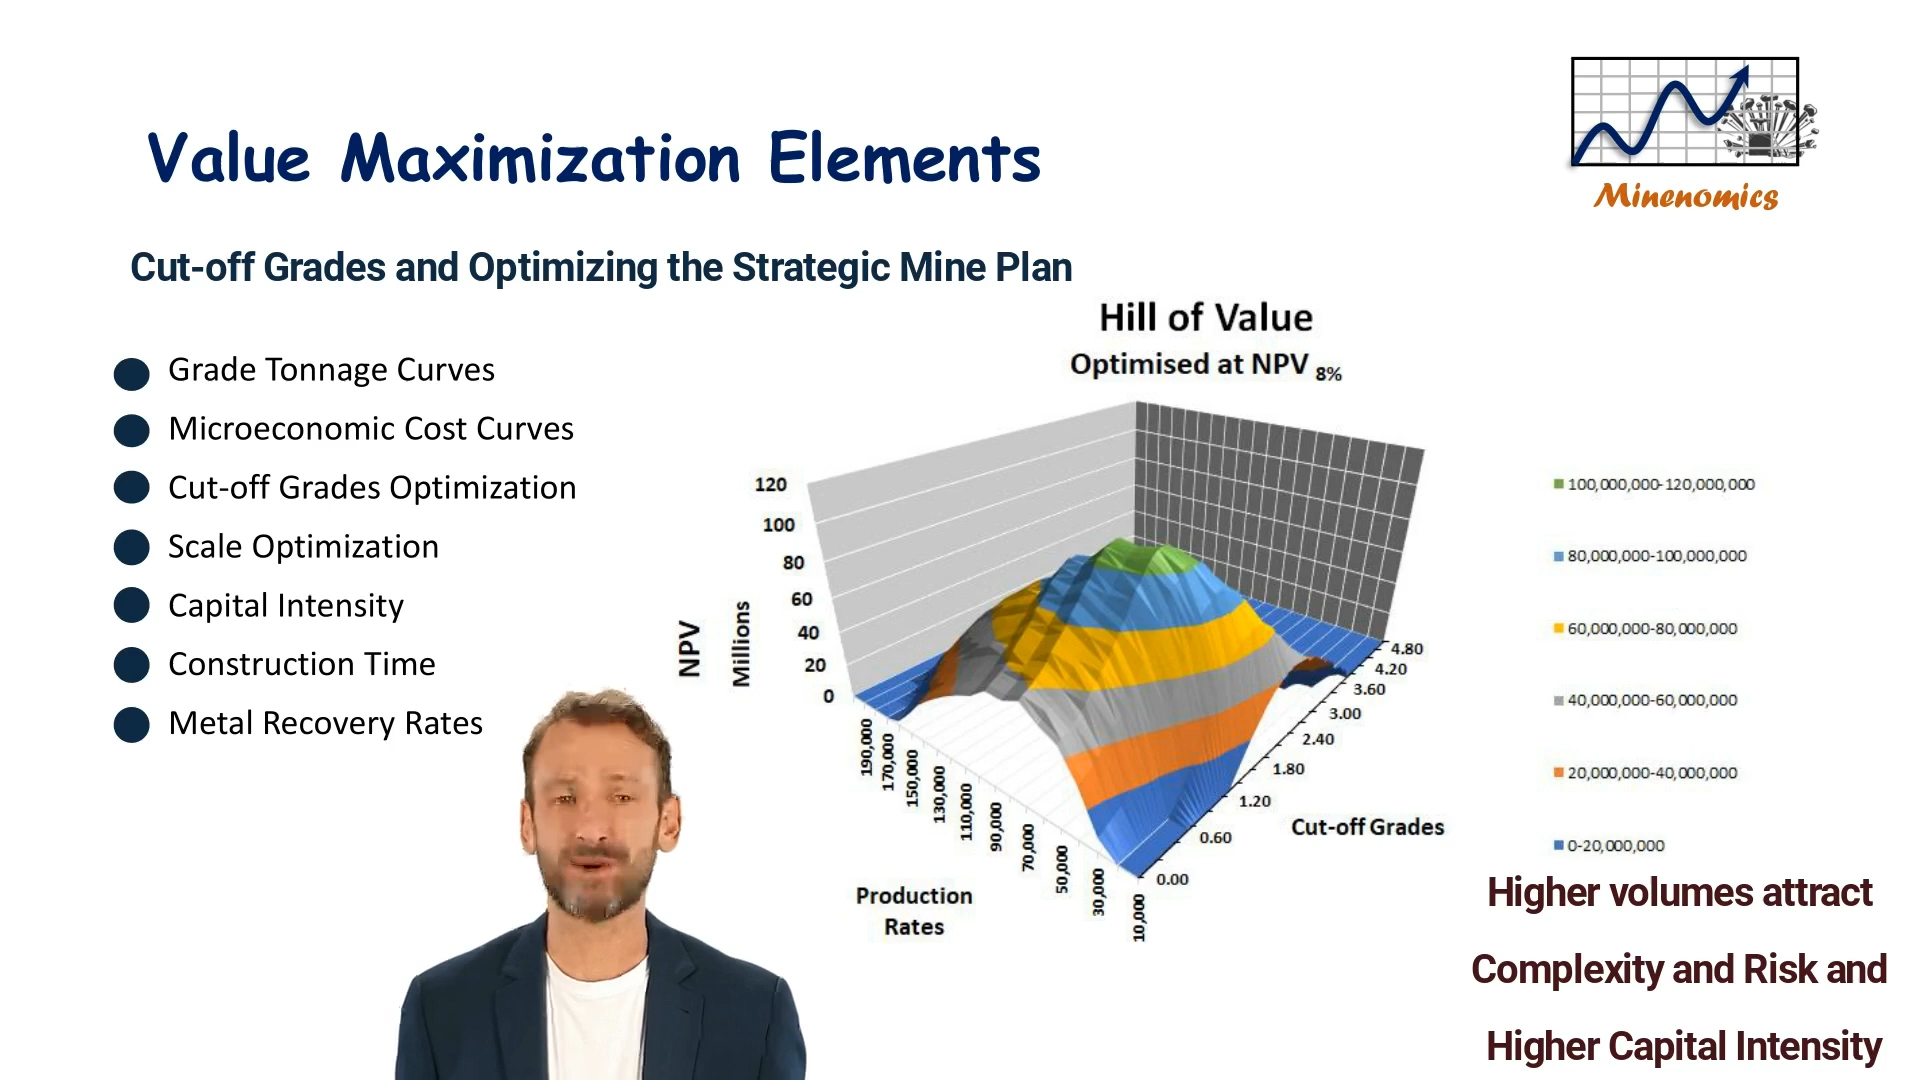 Minenomics
Value Maximization Elements
Cut-off Grades and Optimizing the Strategic Mine Plan
Grade Tonnage Curves
Microeconomic Cost Curves
Cut-off Grades Optimization
Scale Optimization
Capital Intensity
Construction Time
Metal Recovery Rates
Hill of Value
Optimised at NPV 8%
NPV
Millions
120
100
80
60
40
20
0
190,000
170,000
150,000
130,000
110,000
90,000
70,000
50,000
30,000
10,000
Production
Rates
0.00
0.60
1.20
1.80
2.40
3.00
3.60
4.20
4.80
Cut-off Grades
100,000,000-120,000,000
80,000,000-100,000,000
60,000,000-80,000,000
40,000,000-60,000,000
20,000,000-40,000,000
0-20,000,000
Higher volumes attract
Complexity and Risk and
Higher Capital Intensity